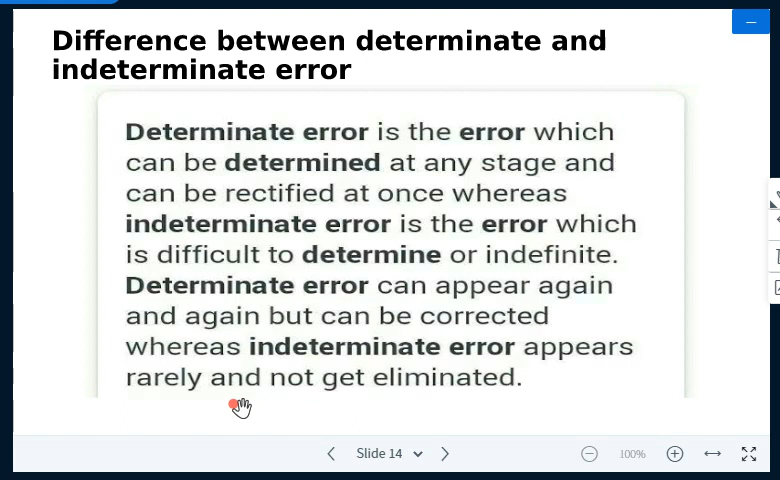 Difference between determinate and
indeterminate error
Determinate error is the error which
can be determined at any stage and
can be rectified at once whereas
indeterminate error is the error which
is difficult to determine or indefinite.
Determinate error can appear again
and again but can be corrected
whereas indeterminate error appears
rarely and not get eliminated.
Slide 14
100%